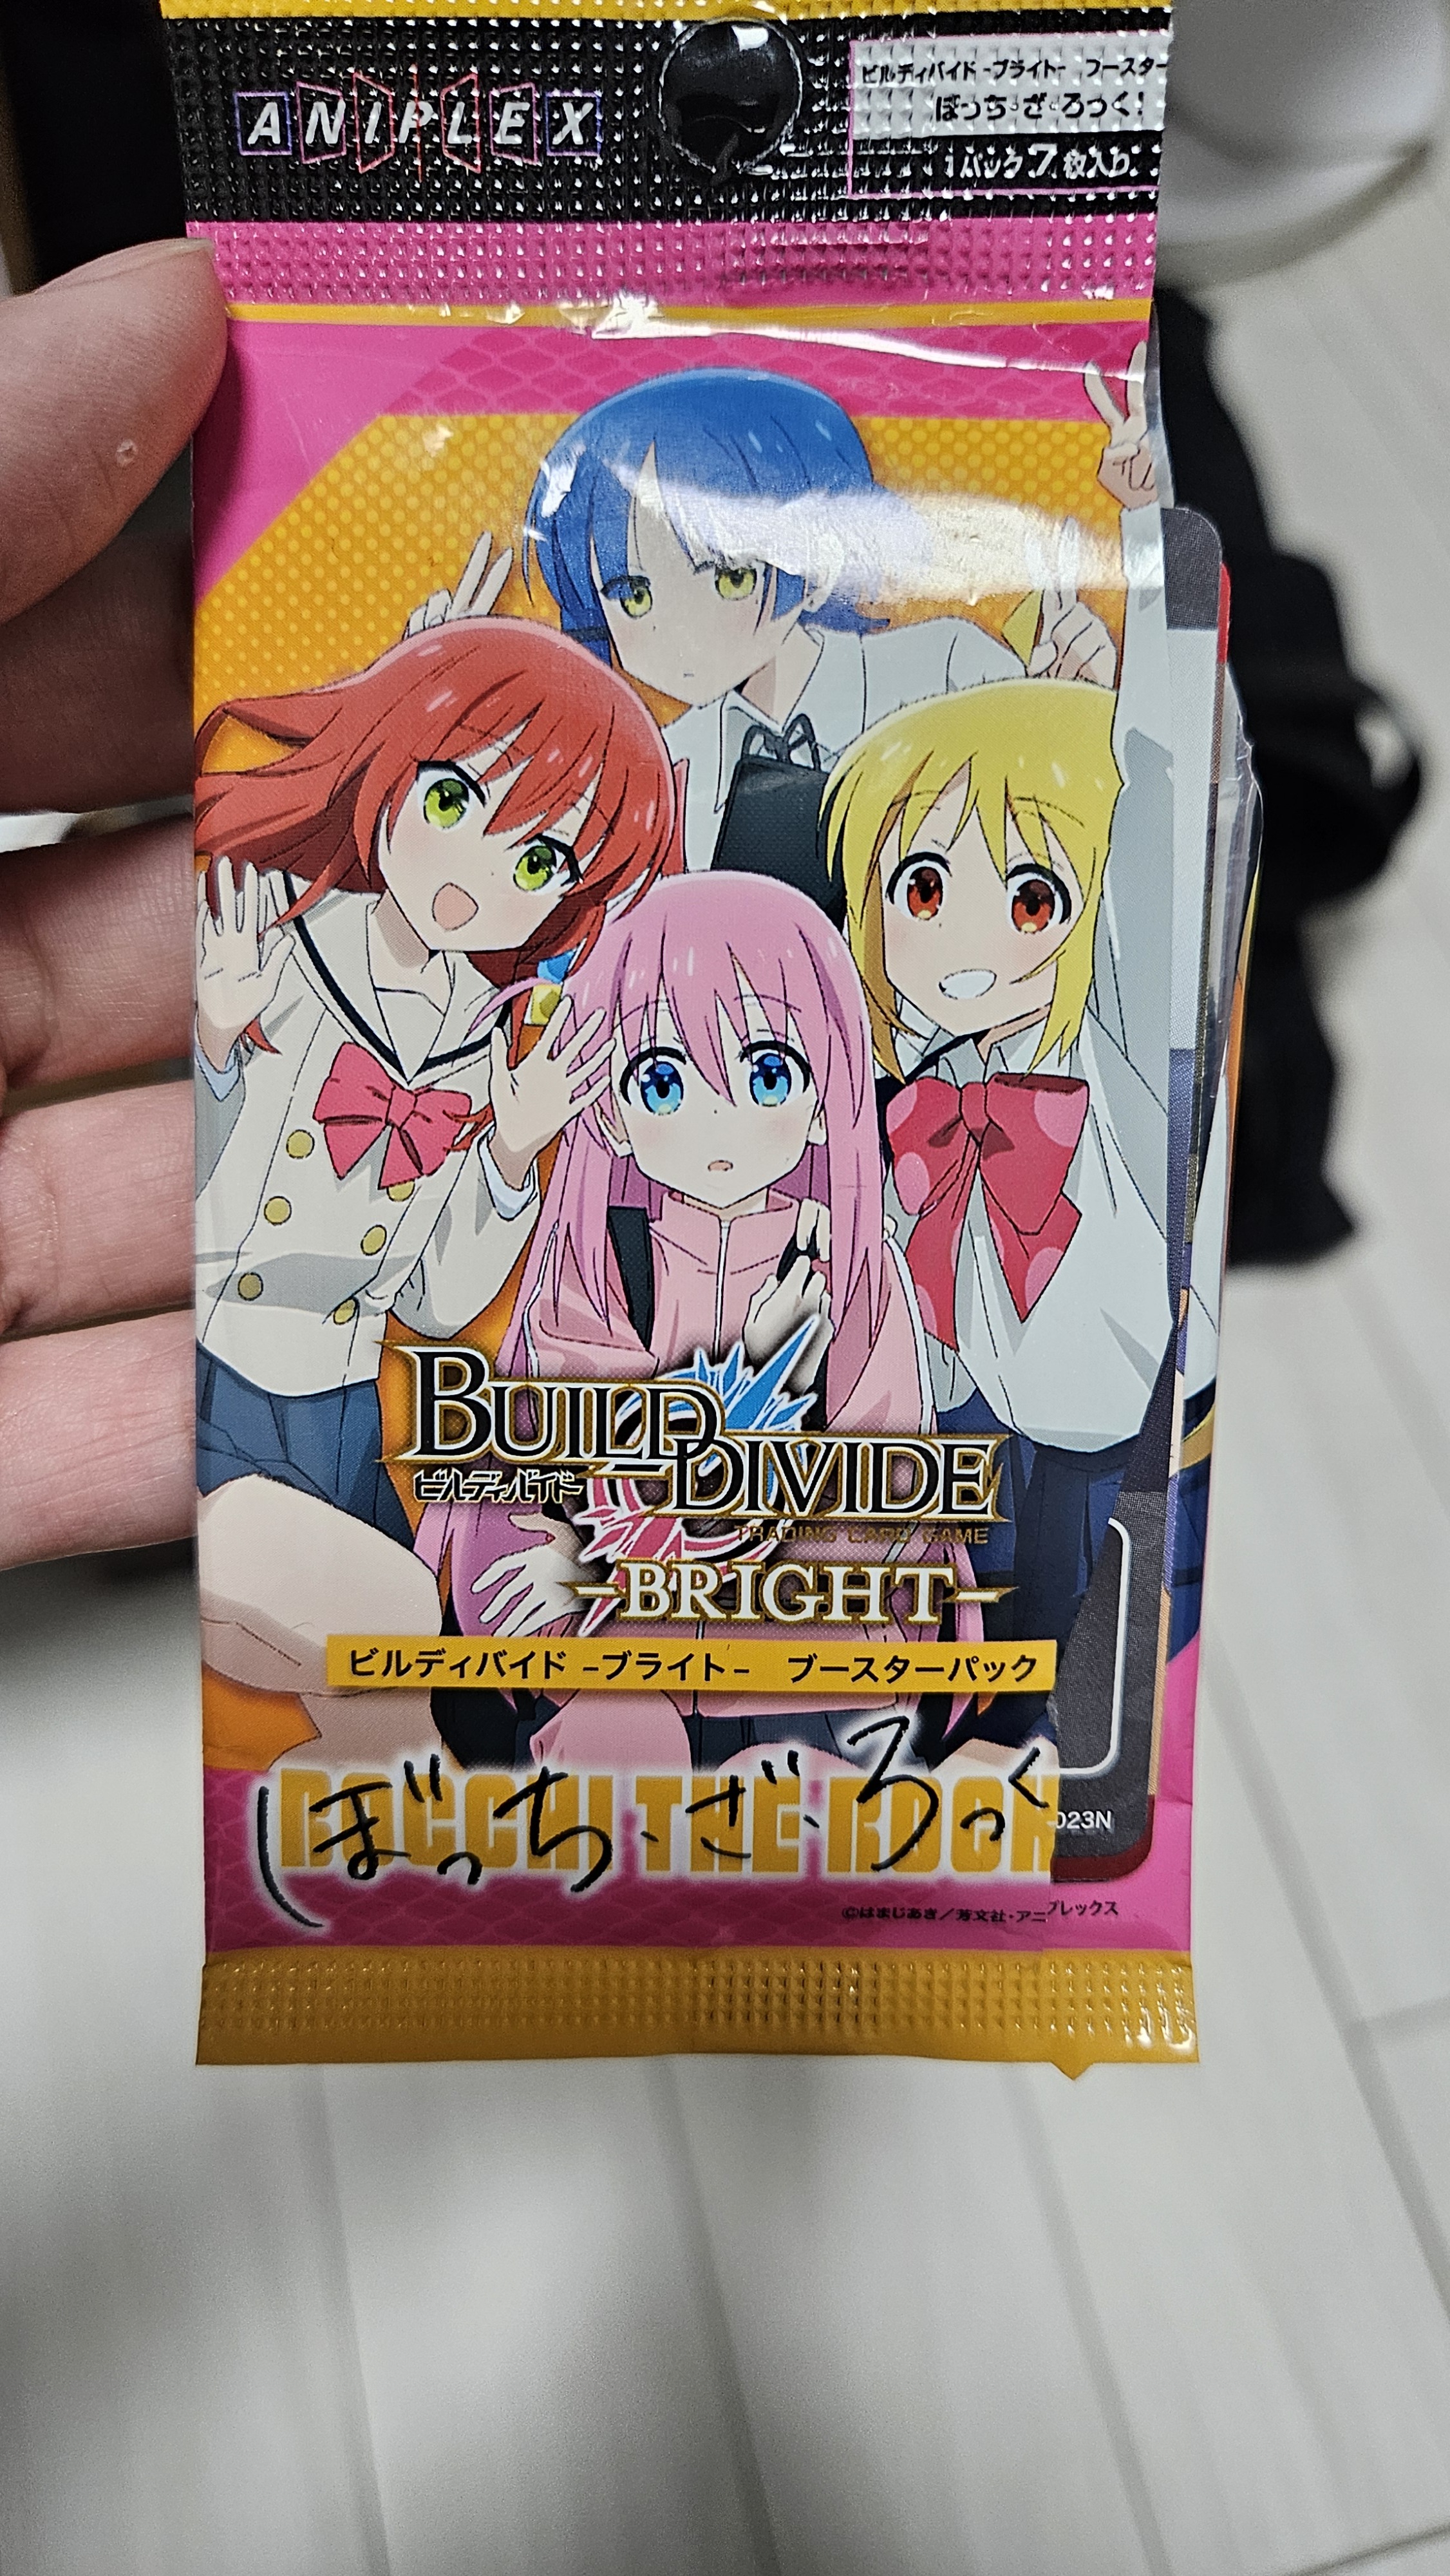 ANIPLEX
ビルディバイド -ブライト- ブースター
ぼっち・ざ・ろっく!
1パック7枚入り
BUILD DIVIDE
ビルディバイド
TRADING CARD GAME
-BRIGHT-
ビルディバイド -ブライト- ブースターパック
BOCCHI THE ROCK
ぼっち・ざ・ろっく
023N
©はまじあき/芳文社・アニプレックス